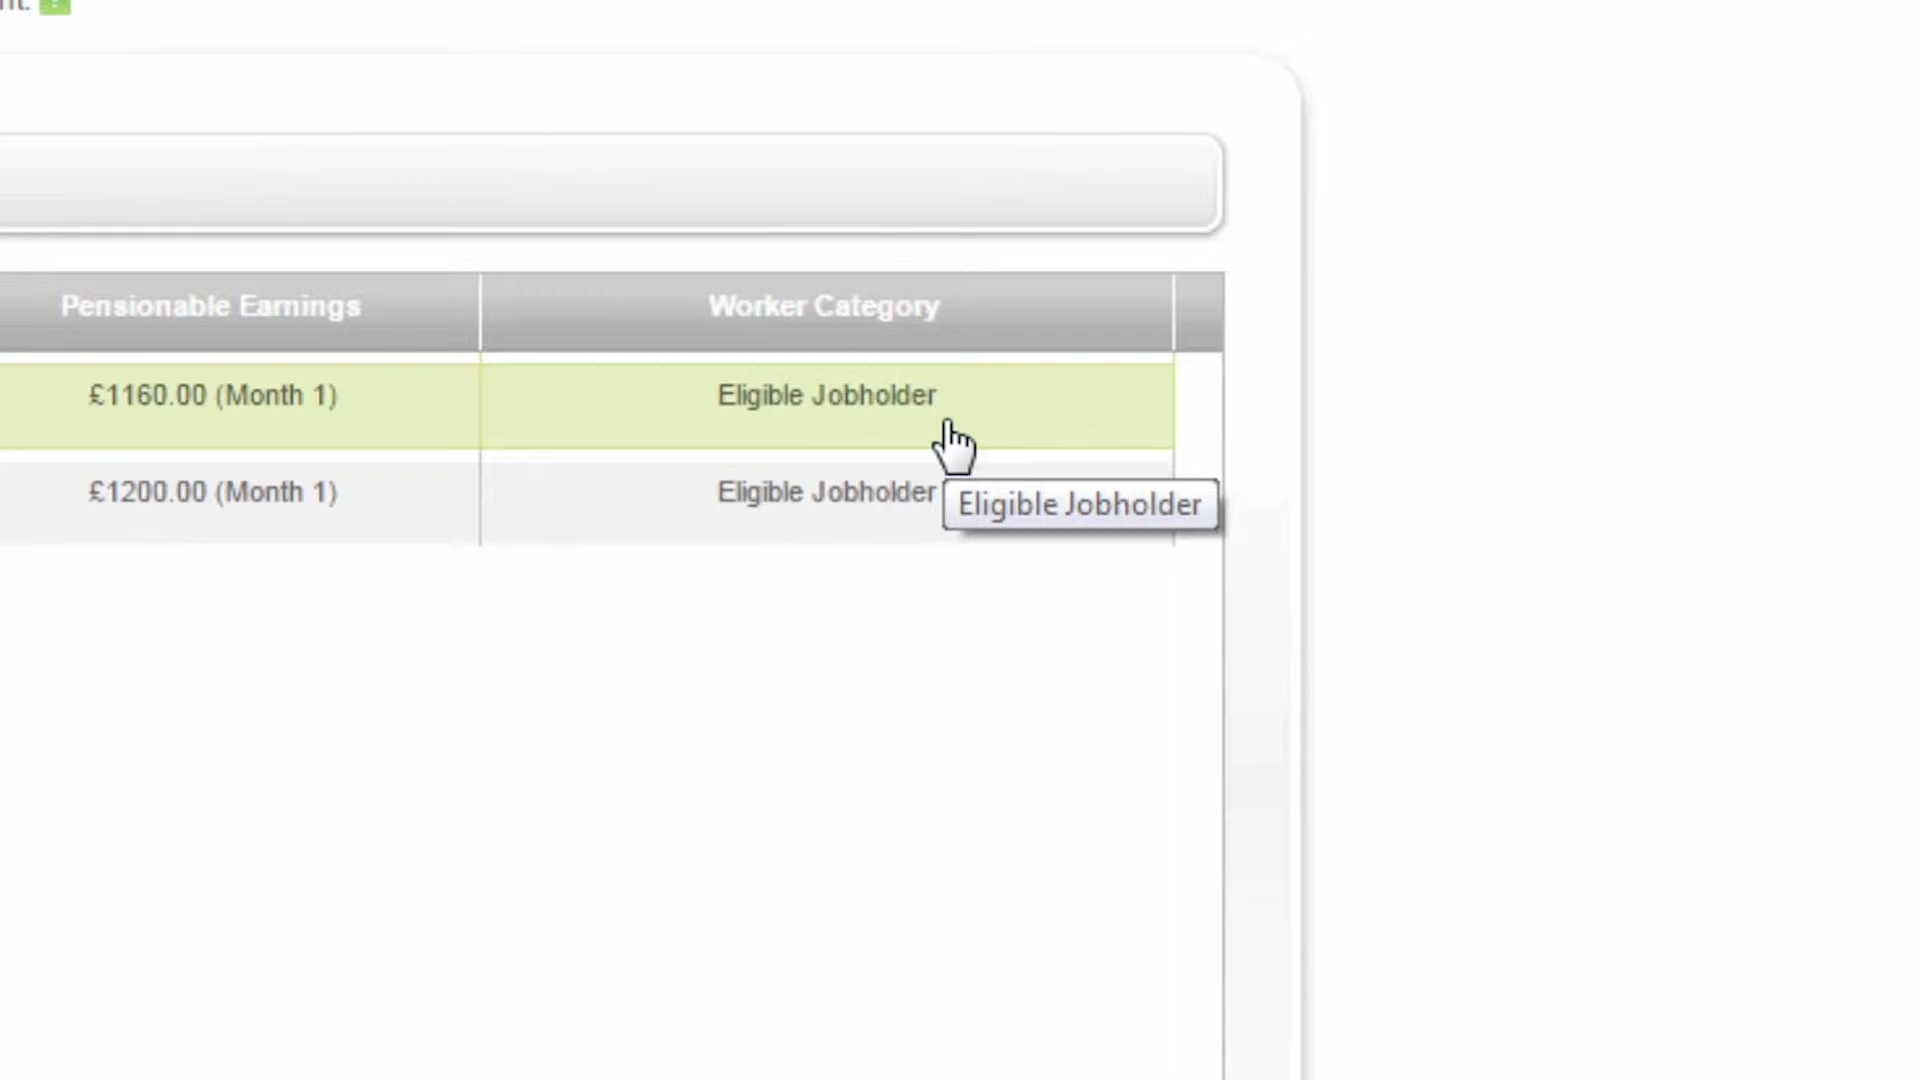 Pensionable Earnings Worker Category
£1160.00 (Month 1) Eligible Jobholder
£1200.00 (Month 1) Eligible Jobholder
Eligible Jobholder